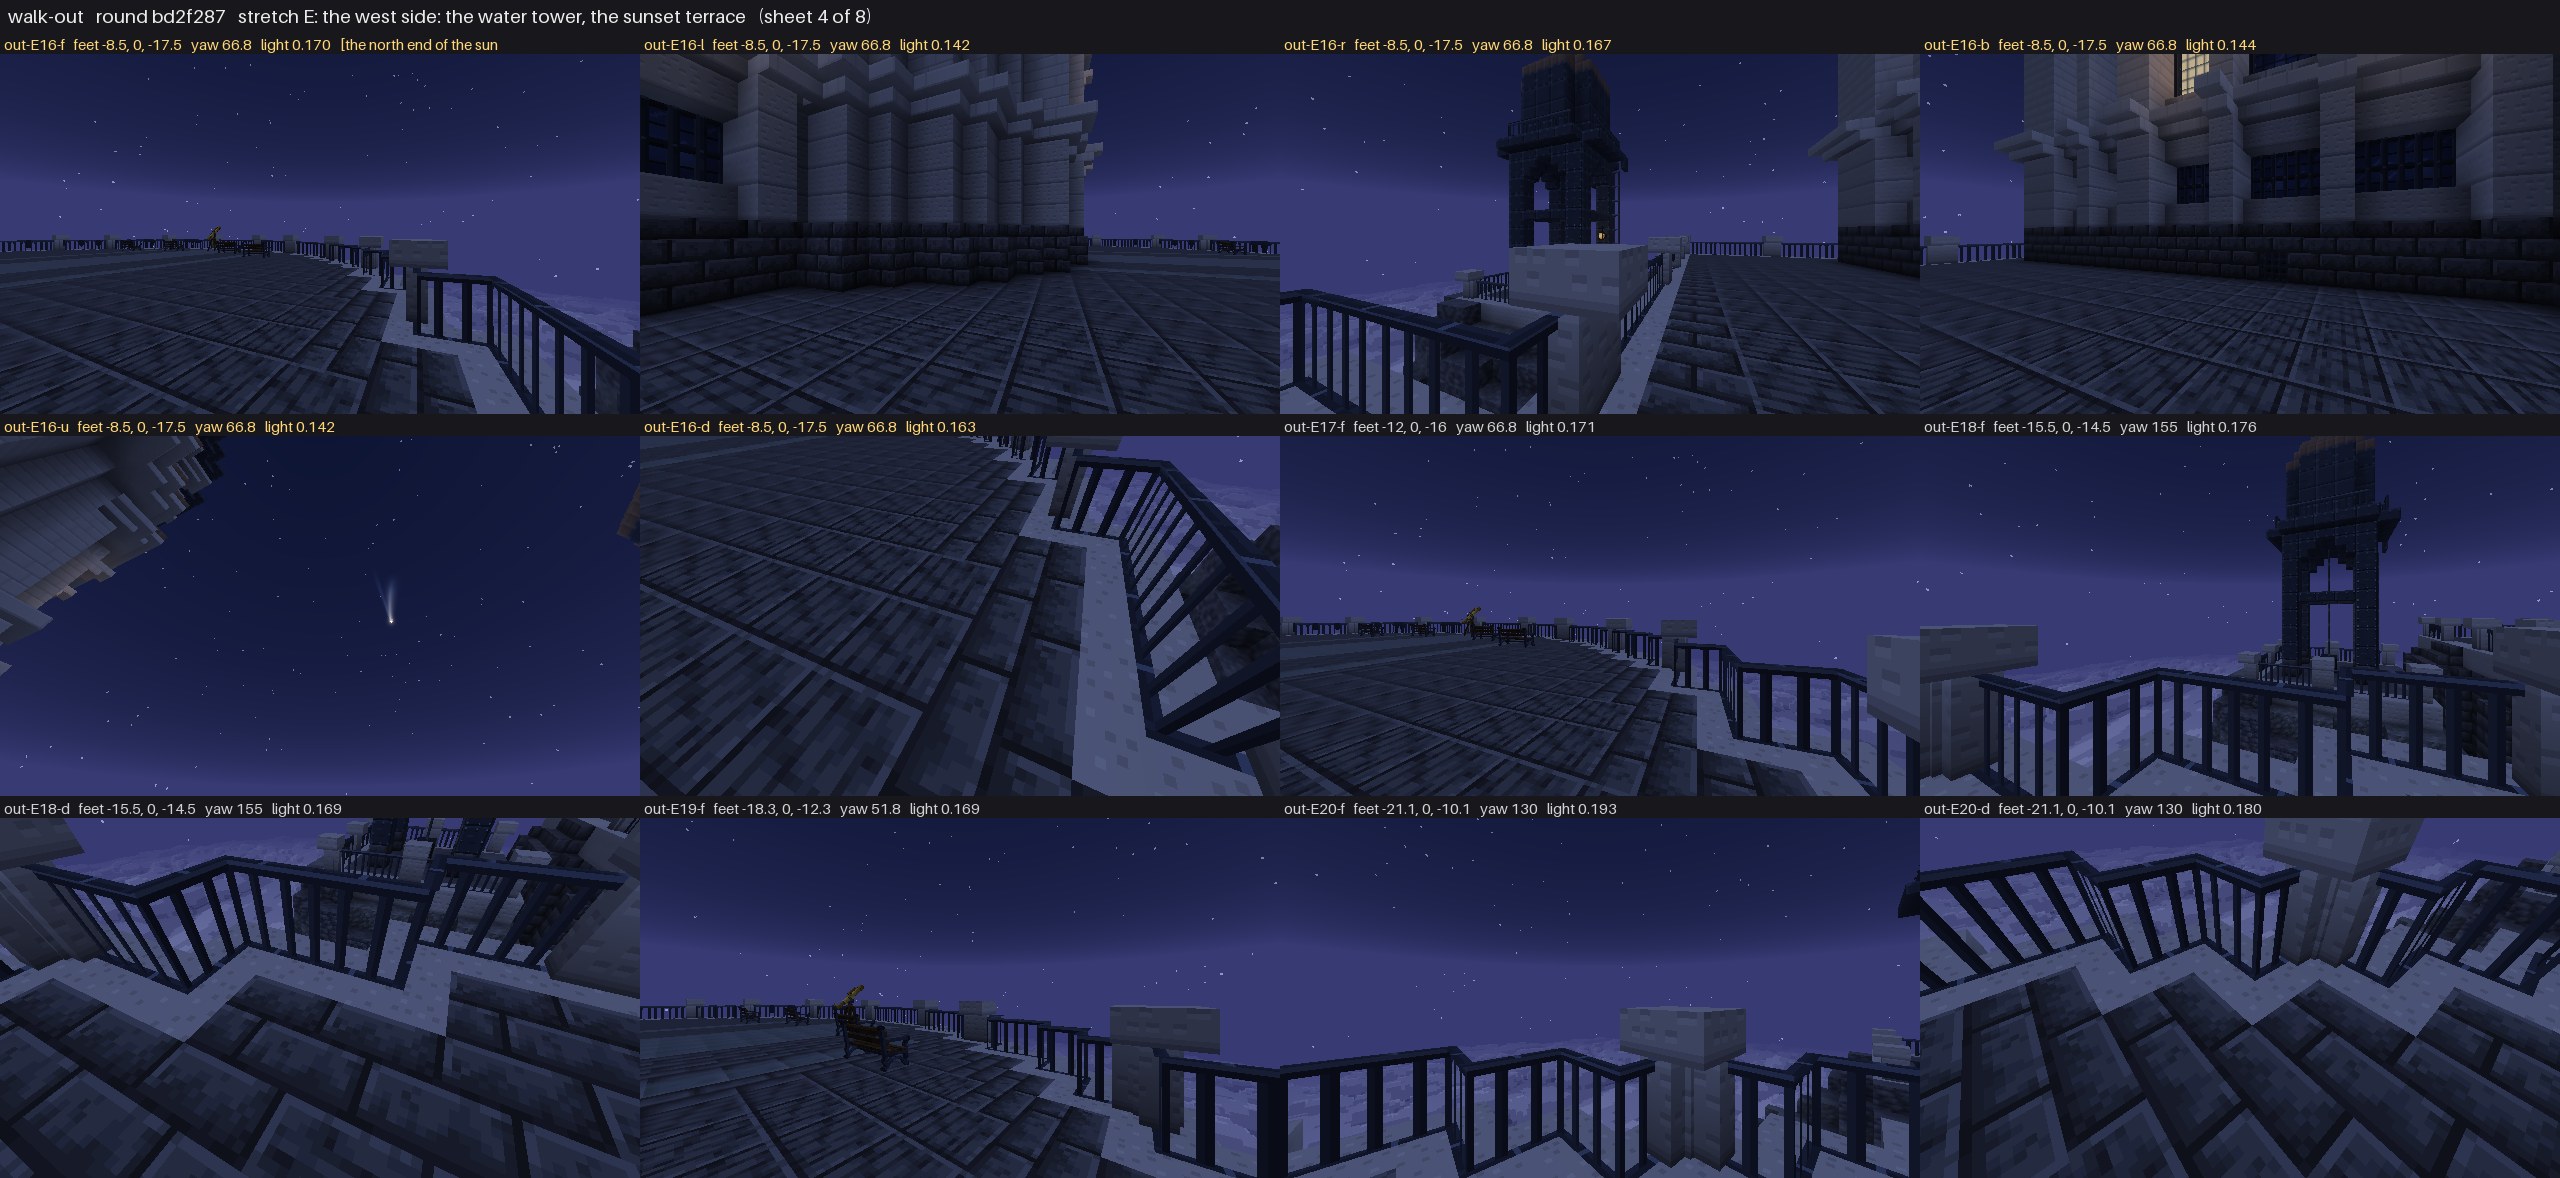 walk-out   round bd2f287   stretch E: the west side: the water tower, the sunset terrace   (sheet 4 of 8)
out-E16-f  feet -8.5, 0, -17.5  yaw 66.8  light 0.170   [the north end of the sun
out-E16-l  feet -8.5, 0, -17.5  yaw 66.8  light 0.142
out-E16-r  feet -8.5, 0, -17.5  yaw 66.8  light 0.167
out-E16-b  feet -8.5, 0, -17.5  yaw 66.8  light 0.144
out-E16-u  feet -8.5, 0, -17.5  yaw 66.8  light 0.142
out-E16-d  feet -8.5, 0, -17.5  yaw 66.8  light 0.163
out-E17-f  feet -12, 0, -16  yaw 66.8  light 0.171
out-E18-f  feet -15.5, 0, -14.5  yaw 155  light 0.176
out-E18-d  feet -15.5, 0, -14.5  yaw 155  light 0.169
out-E19-f  feet -18.3, 0, -12.3  yaw 51.8  light 0.169
out-E20-f  feet -21.1, 0, -10.1  yaw 130  light 0.193
out-E20-d  feet -21.1, 0, -10.1  yaw 130  light 0.180